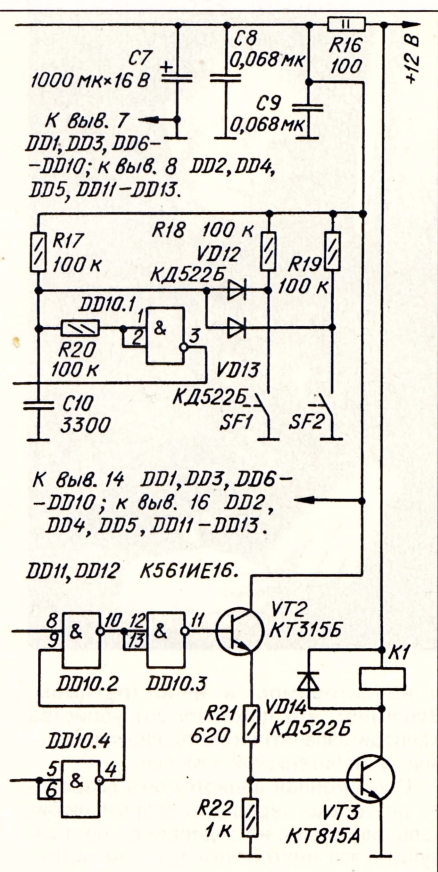 C7
1000 мк×16 В
C8
0,068 мк
C9
0,068 мк
R16
100
+12 В
К выв. 7
DD1, DD3, DD6–
–DD10; к выв. 8 DD2, DD4,
DD5, DD11–DD13.
R17
100 к
R18 100 к
VD12
КД522Б
R19
100 к
DD10.1
1
2
&
3
R20
100 к
VD13
КД522Б
SF1
SF2
C10
3300
К выв. 14 DD1, DD3, DD6–
–DD10; к выв. 16 DD2,
DD4, DD5, DD11–DD13.
DD11, DD12 К561ИЕ16.
8
9
&
10
12
13
&
11
DD10.2
DD10.3
VT2
КТ315Б
K1
DD10.4
5
6
&
4
R21
620
VD14
КД522Б
R22
1 к
VT3
КТ815А